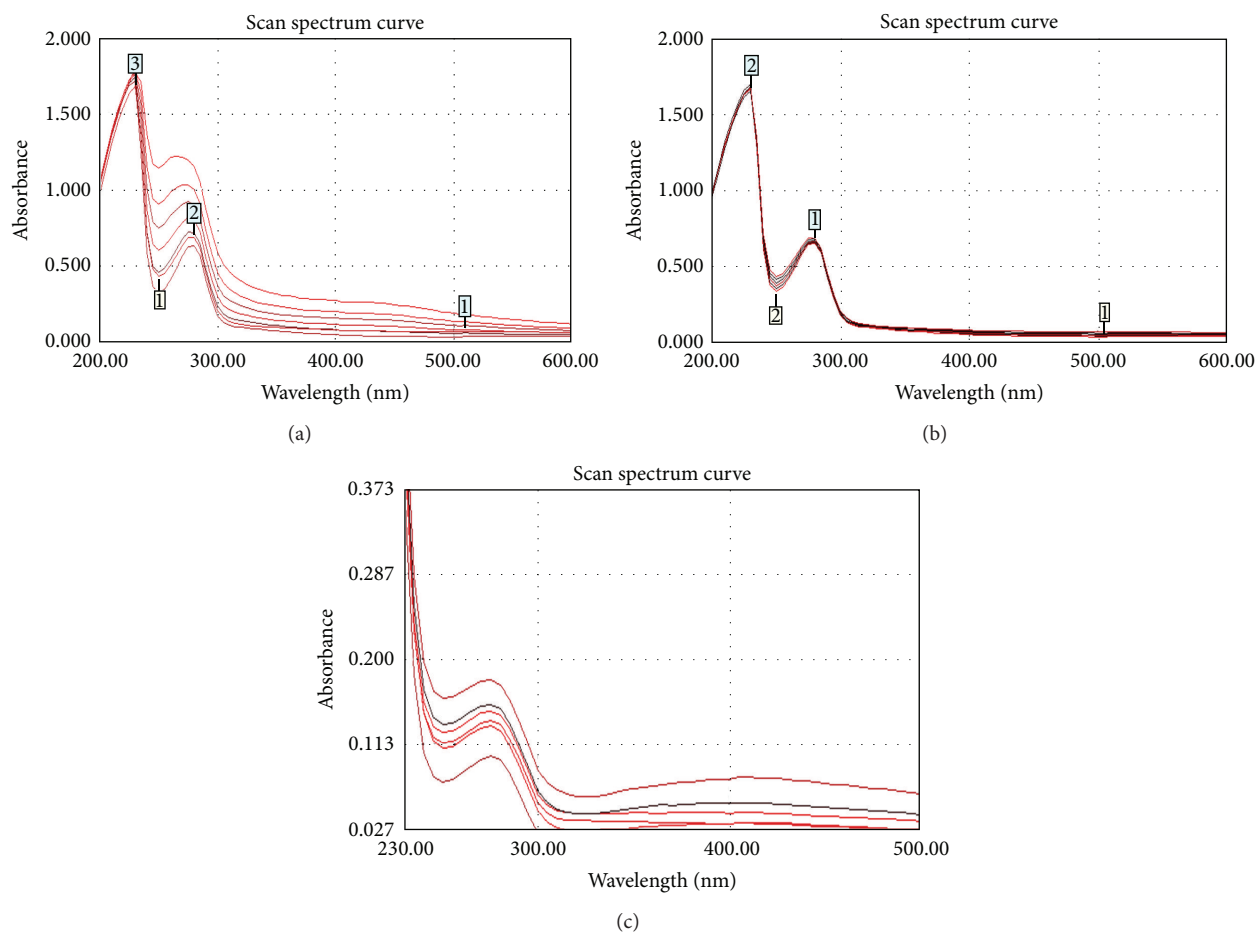 Scan spectrum curve
2.000
1.500
1.000
0.500
0.000
Absorbance
3
2
1
1
200.00 300.00 400.00 500.00 600.00
Wavelength (nm)
(a)
Scan spectrum curve
2.000
1.500
1.000
0.500
0.000
Absorbance
2
1
2
1
200.00 300.00 400.00 500.00 600.00
Wavelength (nm)
(b)
Scan spectrum curve
0.373
0.287
0.200
0.113
0.027
Absorbance
230.00 300.00 400.00 500.00
Wavelength (nm)
(c)